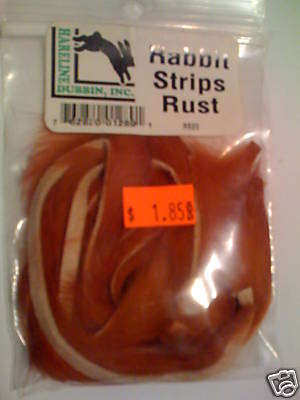 HARELINE
DUBBIN, INC.
Rabbit
Strips
Rust
$ 1.85